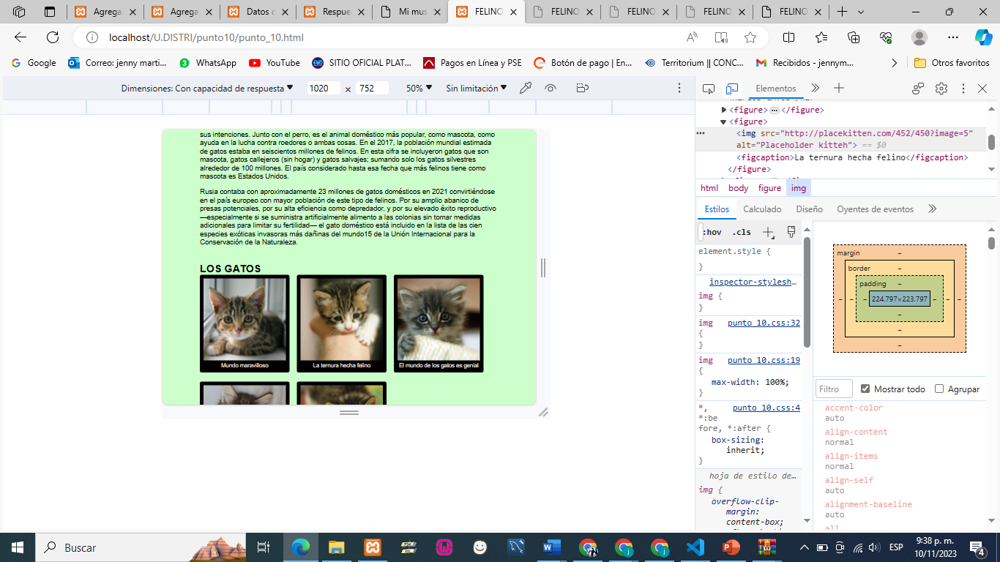 Agrega
Agrega
Datos c
Respue
Mi mus
FELINO
FELINO
FELINO
FELINO
FELINO
localhost/U.DISTRI/punto10/punto_10.html
Google
Correo: jenny marti...
WhatsApp
YouTube
SITIO OFICIAL PLAT...
Pagos en Línea y PSE
Botón de pago | En...
Territorium || CONC...
Recibidos - jennym...
Otros favoritos
Dimensiones: Con capacidad de respuesta
1020 x 752
50%
Sin limitación
Elementos
<figure> ... </figure>
<figure>
<img src="http://placekitten.com/452/450?image=5"
alt="Placeholder kitteh"> == $0
<figcaption>La ternura hecha felino</figcaption>
</figure>
html body figure img
Estilos Calculado Diseño Oyentes de eventos
:hov .cls
element.style {
}
inspector-stylesh...
img {
}
img punto 10.css:32
{
}
img punto 10.css:19
{
max-width: 100%;
}
*, punto 10.css:4
*:be
fore, *:after {
box-sizing:
inherit;
}
hoja de estilo de...
img {
overflow-clip-
margin:
content-box;
margin –
border –
padding –
– – – 224.797×223.797 – – –
–
–
–
Filtro
Mostrar todo
Agrupar
accent-color
auto
align-content
normal
align-items
normal
align-self
auto
alignment-baseline
auto
all
sus intenciones. Junto con el perro, es el animal doméstico más popular, como mascota, como
ayuda en la lucha contra roedores o ambas cosas. En el 2017, la población mundial estimada
de gatos estaba en seiscientos millones de felinos. En esta cifra se incluyeron gatos que son
mascota, gatos callejeros (sin hogar) y gatos salvajes; sumando solo los gatos silvestres
alrededor de 100 millones. El país considerado hasta esa fecha que más felinos tiene como
mascota es Estados Unidos.
Rusia contaba con aproximadamente 23 millones de gatos domésticos en 2021 convirtiéndose
en el país europeo con mayor población de este tipo de felinos. Por su amplio abanico de
presas potenciales, por su alta eficiencia como depredador, y por su elevado éxito reproductivo
—especialmente si se suministra artificialmente alimento a las colonias sin tomar medidas
adicionales para limitar su fertilidad— el gato doméstico está incluido en la lista de las cien
especies exóticas invasoras más dañinas del mundo15 de la Unión Internacional para la
Conservación de la Naturaleza.
LOS GATOS
Mundo maravilloso
La ternura hecha felino
El mundo de los gatos es genial
Buscar
ESP
9:38 p. m.
10/11/2023
4